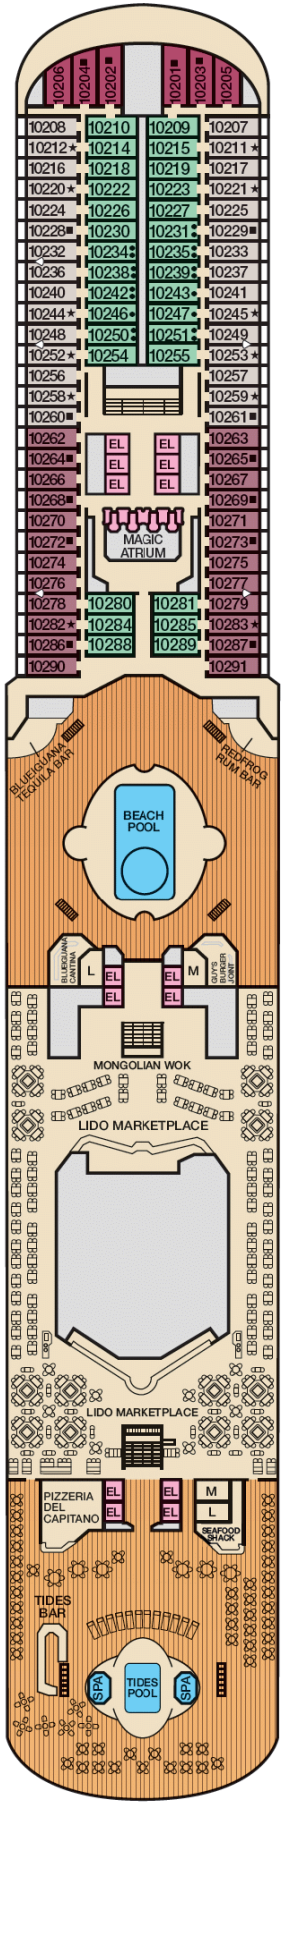 10206 10204 10202 10201 10203 10205
10208 10210 10209 10207
10212★ 10214 10215 10211★
10216 10218 10219 10217
10220★ 10222 10223 10221★
10224 10226 10227 10225
10228■ 10230 10231 10229■
10232 10234 10235 10233
10236 10238 10239 10237
10240 10242 10243 10241
10244★ 10246 10247 10245★
10248 10250 10251 10249
10252★ 10254 10255 10253★
10256 10257
10258★ 10259★
10260■ 10261■
10262 EL EL 10263
10264■ EL EL 10265■
10266 EL EL 10267
10268■ 10269■
10270 10271
10272■ MAGIC 10273■
10274 ATRIUM 10275
10276 10277
10278 10280 10281 10279
10282★ 10284 10285 10283★
10286■ 10288 10289 10287■
10290 10291
BLUEIGUANA
TEQUILA BAR
REDFROG
RUM BAR
BEACH
POOL
BLUEIGUANA
CANTINA
L EL EL M
GUY'S
BURGER
JOINT
EL EL
MONGOLIAN WOK
LIDO MARKETPLACE
LIDO MARKETPLACE
PIZZERIA
DEL
CAPITANO
EL EL M
EL EL L
SEAFOOD
SHACK
TIDES
BAR
SPA
TIDES
POOL
SPA